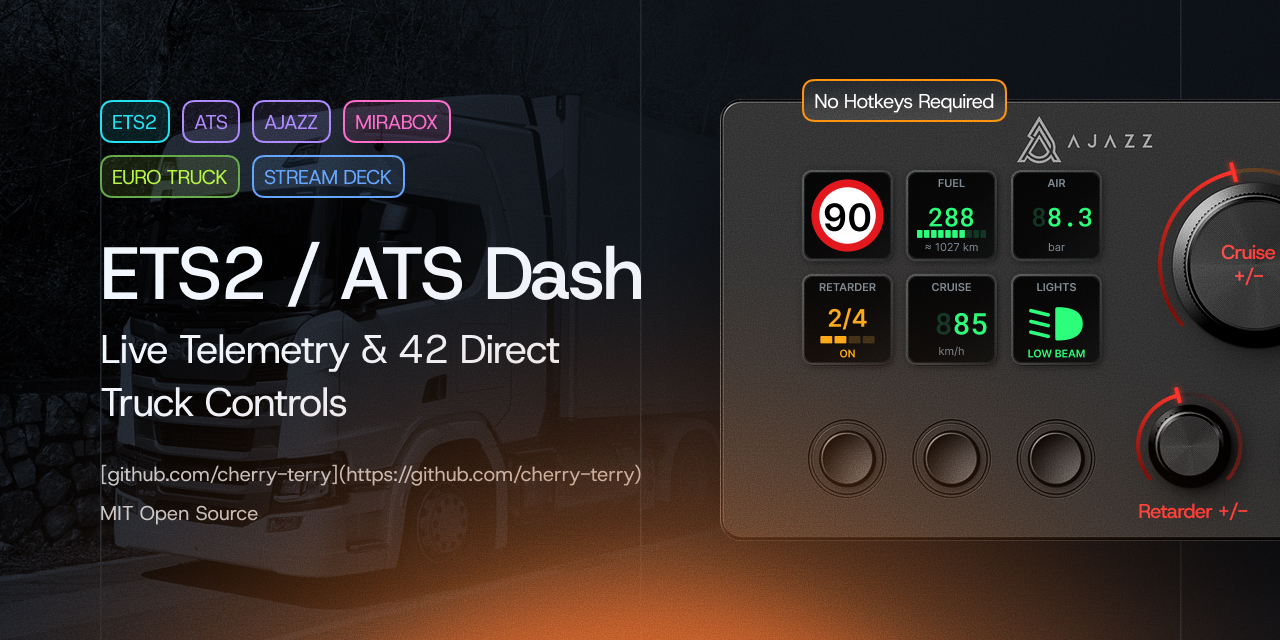 ETS2 ATS AJAZZ MIRABOX
EURO TRUCK STREAM DECK
ETS2 / ATS Dash
Live Telemetry & 42 Direct
Truck Controls
[github.com/cherry-terry](https://github.com/cherry-terry)
MIT Open Source
No Hotkeys Required
AJAZZ
90
FUEL
288
≈ 1027 km
AIR
8.3
bar
RETARDER
2/4
ON
CRUISE
85
km/h
LIGHTS
LOW BEAM
Cruise
+/−
Retarder +/−